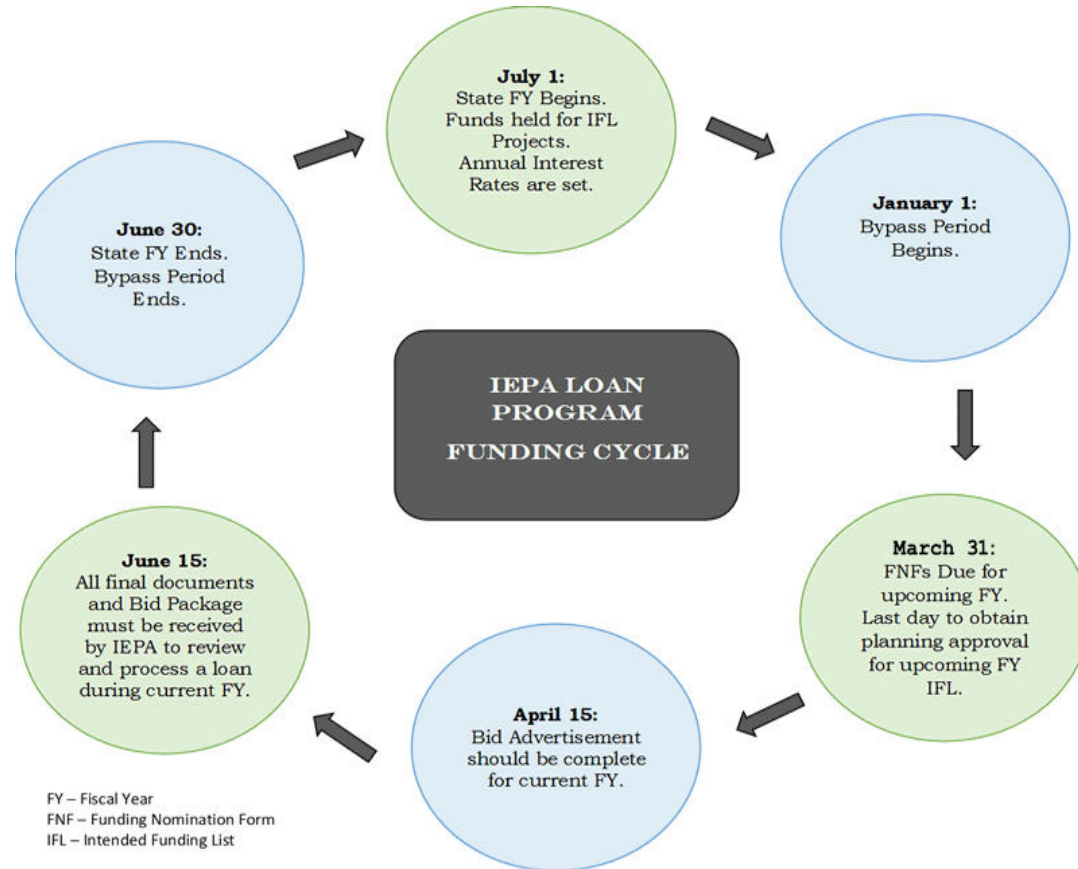 July 1:
State FY Begins.
Funds held for IFL
Projects.
Annual Interest
Rates are set.
January 1:
Bypass Period
Begins.
March 31:
FNFs Due for
upcoming FY.
Last day to obtain
planning approval
for upcoming FY
IFL.
April 15:
Bid Advertisement
should be complete
for current FY.
June 15:
All final documents
and Bid Package
must be received
by IEPA to review
and process a loan
during current FY.
June 30:
State FY Ends.
Bypass Period
Ends.
IEPA LOAN
PROGRAM
FUNDING CYCLE
FY – Fiscal Year
FNF – Funding Nomination Form
IFL – Intended Funding List